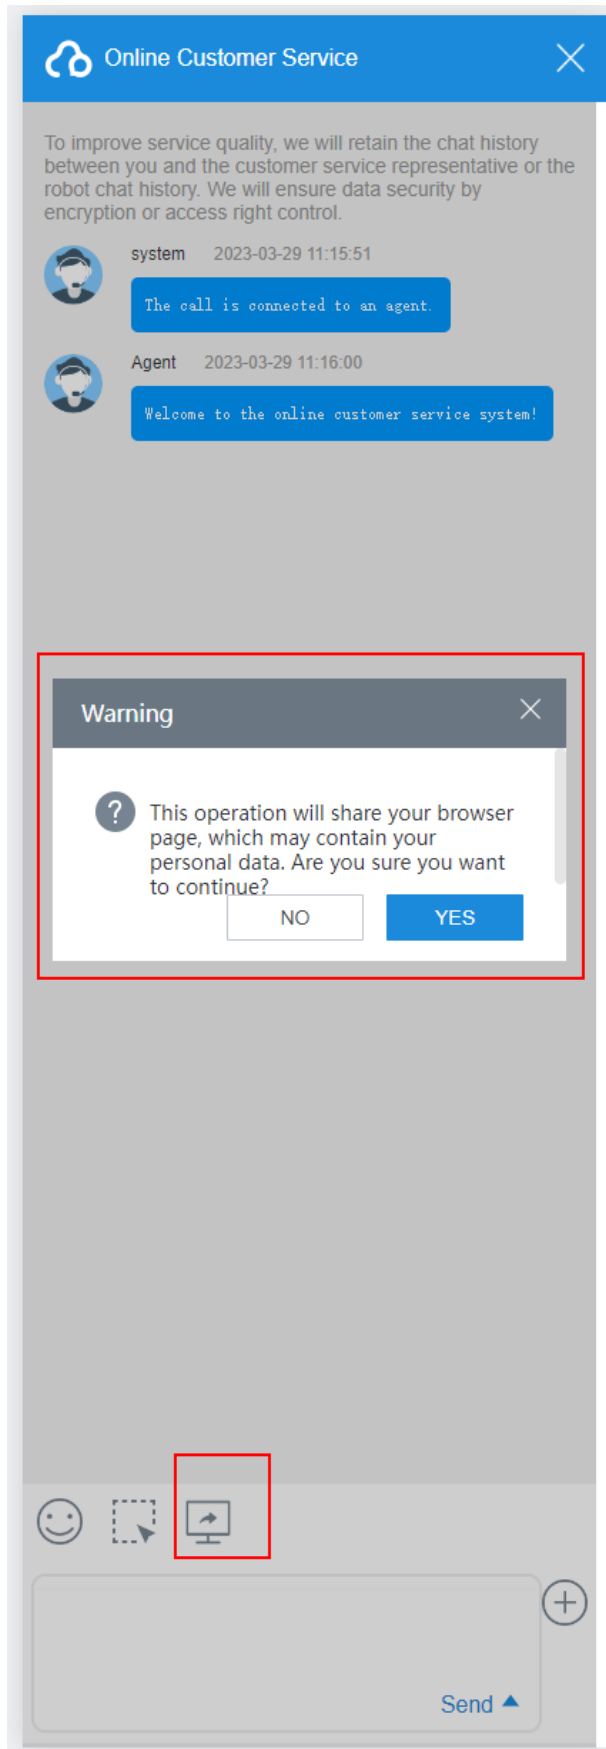 Online Customer Service
To improve service quality, we will retain the chat history
between you and the customer service representative or the
robot chat history. We will ensure data security by
encryption or access right control.
system 2023-03-29 11:15:51
The call is connected to an agent.
Agent 2023-03-29 11:16:00
Welcome to the online customer service system!
Warning
This operation will share your browser
page, which may contain your
personal data. Are you sure you want
to continue?
NO YES
Send